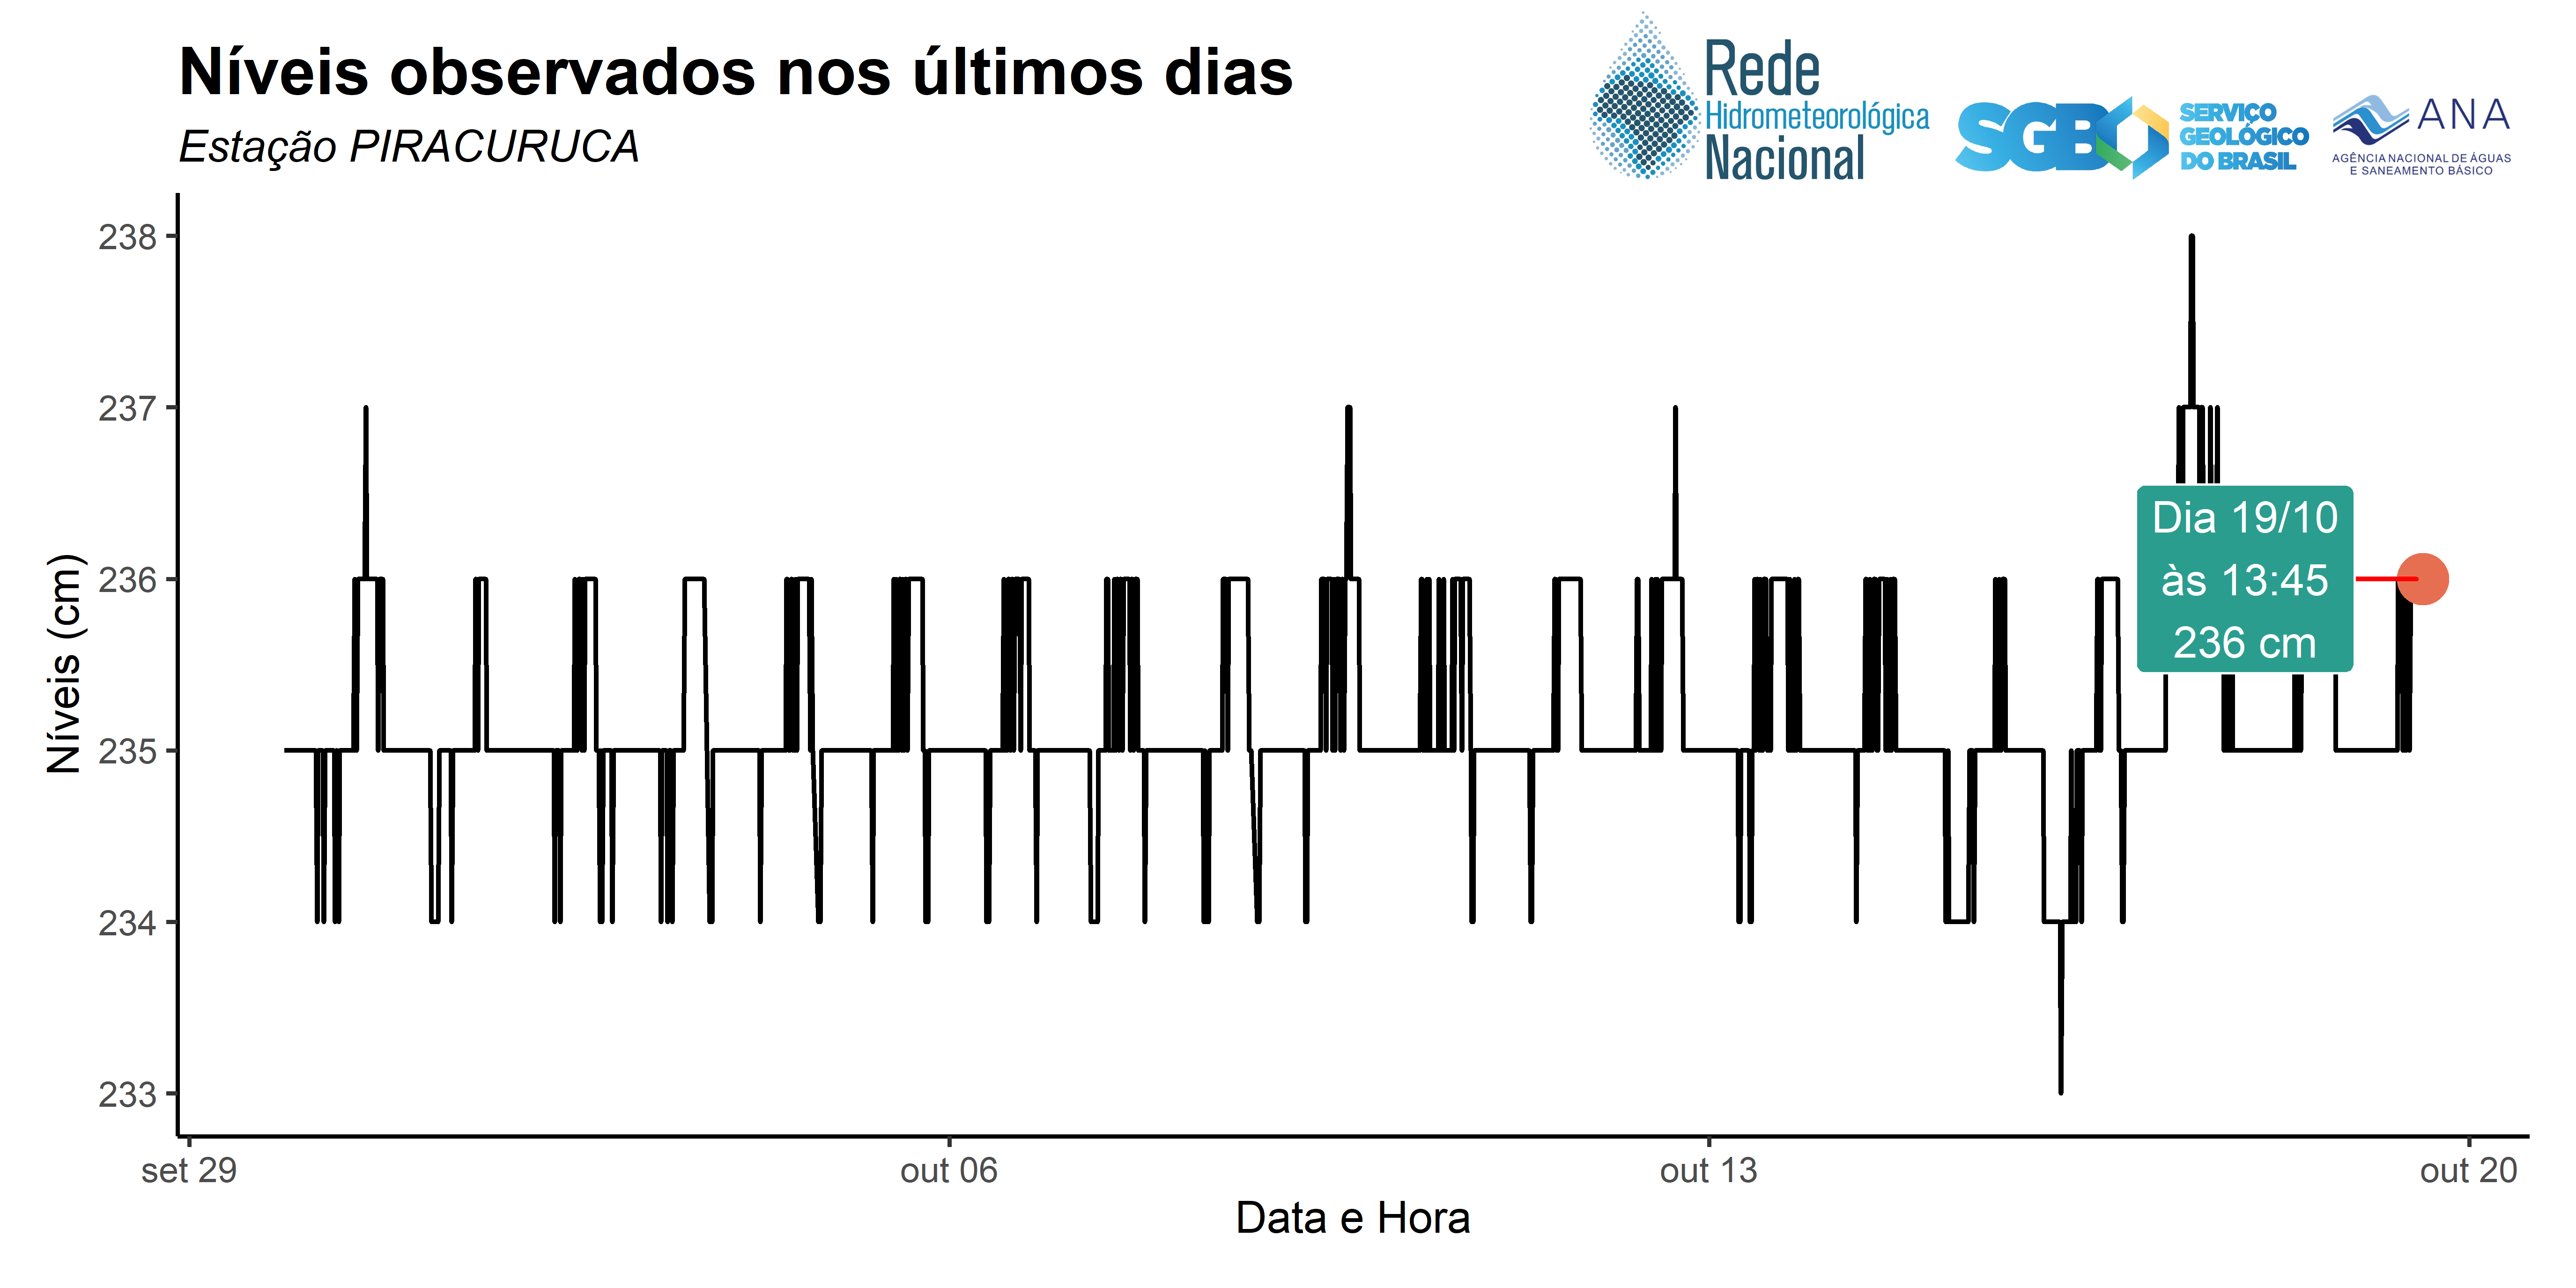 Níveis observados nos últimos dias
Estação PIRACURUCA
Rede
Hidrometeorológica
Nacional
SGB
SERVIÇO
GEOLÓGICO
DO BRASIL
ANA
AGÊNCIA NACIONAL DE ÁGUAS
E SANEAMENTO BÁSICO
238
237
236
235
234
233
Níveis (cm)
Dia 19/10
às 13:45
236 cm
set 29
out 06
out 13
out 20
Data e Hora